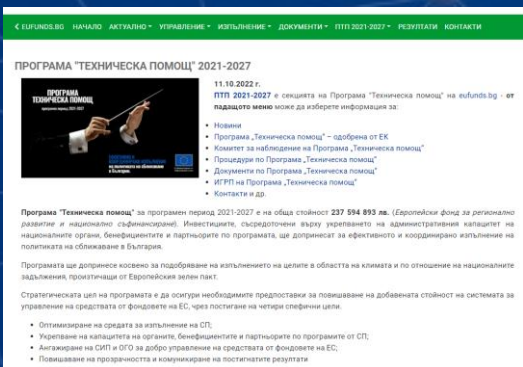 < EUFUNDS.BG НАЧАЛО АКТУАЛНО УПРАВЛЕНИЕ ИЗПЪЛНЕНИЕ ДОКУМЕНТИ ПТП 2021-2027 РЕЗУЛТАТИ КОНТАКТИ
ПРОГРАМА "ТЕХНИЧЕСКА ПОМОЩ" 2021-2027
ПРОГРАМА
ТЕХНИЧЕСКА ПОМОЩ
11.10.2022 г.
ПТП 2021-2027 е секцията на Програма "Техническа помощ" на eufunds.bg - от
падащото меню може да изберете информация за:
• Новини
• Програма „Техническа помощ" – одобрена от ЕК
• Комитет за наблюдение на Програма „Техническа помощ"
• Процедури по Програма „Техническа помощ"
• Документи по Програма „Техническа помощ"
• ИГРП на Програма „Техническа помощ"
• Контакти и др.
Програма "Техническа помощ" за програмен период 2021-2027 е на обща стойност 237 594 893 лв. (Европейски фонд за регионално
развитие и национално съфинансиране). Инвестициите, съсредоточени върху укрепването на административния капацитет на
националните органи, бенефициентите и партньорите по програмата, ще допринесат за ефективното и координирано изпълнение на
политиката на сближаване в България.
Програмата ще допринесе косвено за подобряване на изпълнението на целите в областта на климата и по отношение на националните
задължения, произтичащи от Европейския зелен пакт.
Стратегическата цел на програмата е да осигури необходимите предпоставки за повишаване на добавената стойност на системата за
управление на средствата от фондовете на ЕС, чрез постигане на четири специфични цели.
• Оптимизиране на средата за изпълнение на СП;
• Укрепване на капацитета на органите, бенефициентите и партньорите по програмите от СП;
• Ангажиране на СИП и ОГО за добро управление на средствата от фондовете на ЕС;
• Повишаване на прозрачността и комуникиране на постигнатите резултати